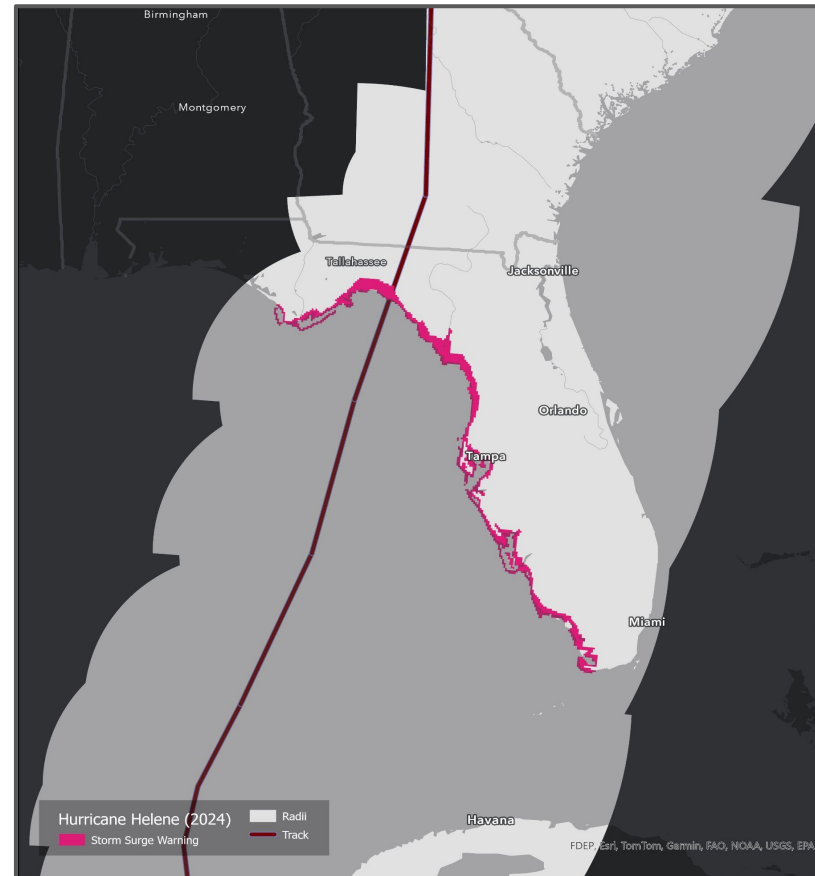 Birmingham
Montgomery
Tallahassee
Jacksonville
Orlando
Tampa
Miami
Hurricane Helene (2024)
Storm Surge Warning
Radii
Track
Havana
FDEP, Esri, TomTom, Garmin, FAO, NOAA, USGS, EPA